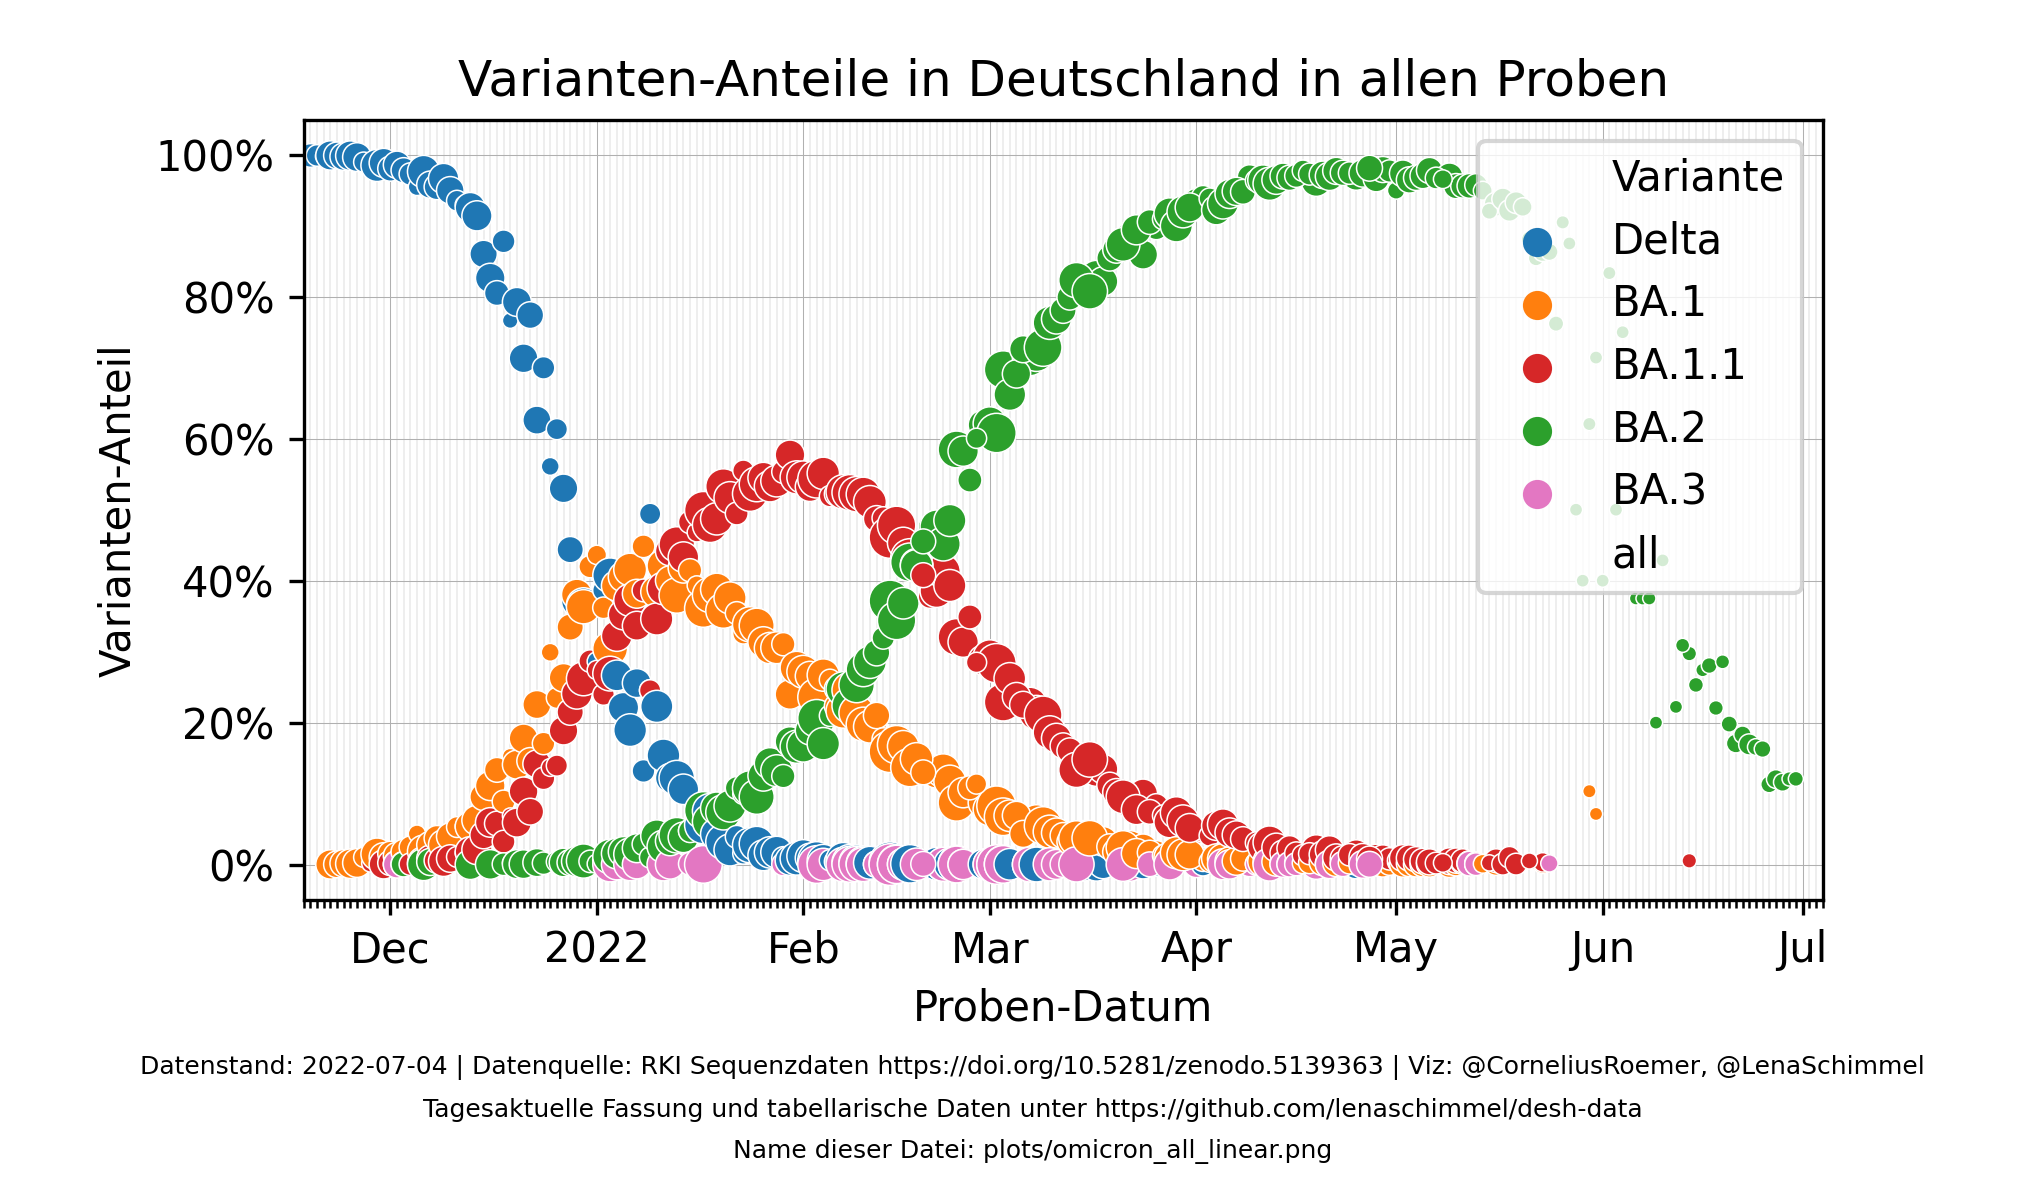 Varianten-Anteile in Deutschland in allen Proben
Varianten-Anteil
100%
80%
60%
40%
20%
0%
Variante
Delta
BA.1
BA.1.1
BA.2
BA.3
all
Dec
2022
Feb
Mar
Apr
May
Jun
Jul
Proben-Datum
Datenstand: 2022-07-04 | Datenquelle: RKI Sequenzdaten https://doi.org/10.5281/zenodo.5139363 | Viz: @CorneliusRoemer, @LenaSchimmel
Tagesaktuelle Fassung und tabellarische Daten unter https://github.com/lenaschimmel/desh-data
Name dieser Datei: plots/omicron_all_linear.png